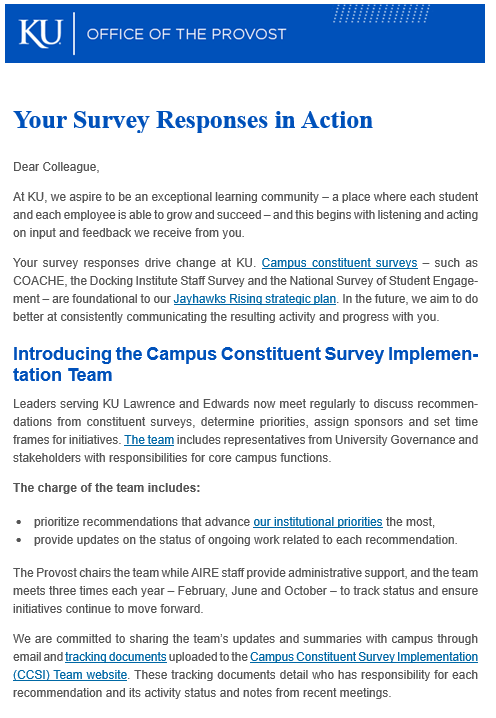 KU OFFICE OF THE PROVOST
Your Survey Responses in Action
Dear Colleague,
At KU, we aspire to be an exceptional learning community – a place where each student
and each employee is able to grow and succeed – and this begins with listening and acting
on input and feedback we receive from you.
Your survey responses drive change at KU. Campus constituent surveys – such as
COACHE, the Docking Institute Staff Survey and the National Survey of Student Engage-
ment – are foundational to our Jayhawks Rising strategic plan. In the future, we aim to do
better at consistently communicating the resulting activity and progress with you.
Introducing the Campus Constituent Survey Implemen-
tation Team
Leaders serving KU Lawrence and Edwards now meet regularly to discuss recommen-
dations from constituent surveys, determine priorities, assign sponsors and set time
frames for initiatives. The team includes representatives from University Governance and
stakeholders with responsibilities for core campus functions.
The charge of the team includes:
• prioritize recommendations that advance our institutional priorities the most,
• provide updates on the status of ongoing work related to each recommendation.
The Provost chairs the team while AIRE staff provide administrative support, and the team
meets three times each year – February, June and October – to track status and ensure
initiatives continue to move forward.
We are committed to sharing the team's updates and summaries with campus through
email and tracking documents uploaded to the Campus Constituent Survey Implementation
(CCSI) Team website. These tracking documents detail who has responsibility for each
recommendation and its activity status and notes from recent meetings.